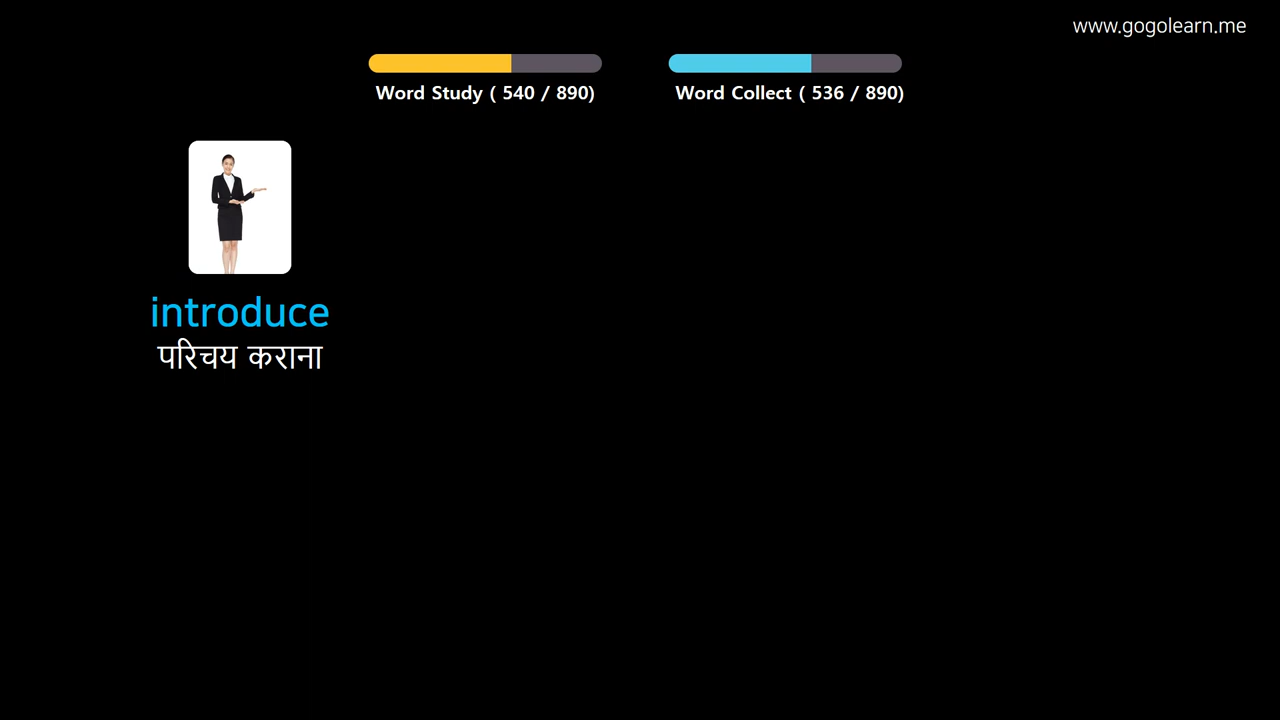 www.gogolearn.me
Word Study ( 540 / 890)
Word Collect ( 536 / 890)
introduce
परिचय कराना